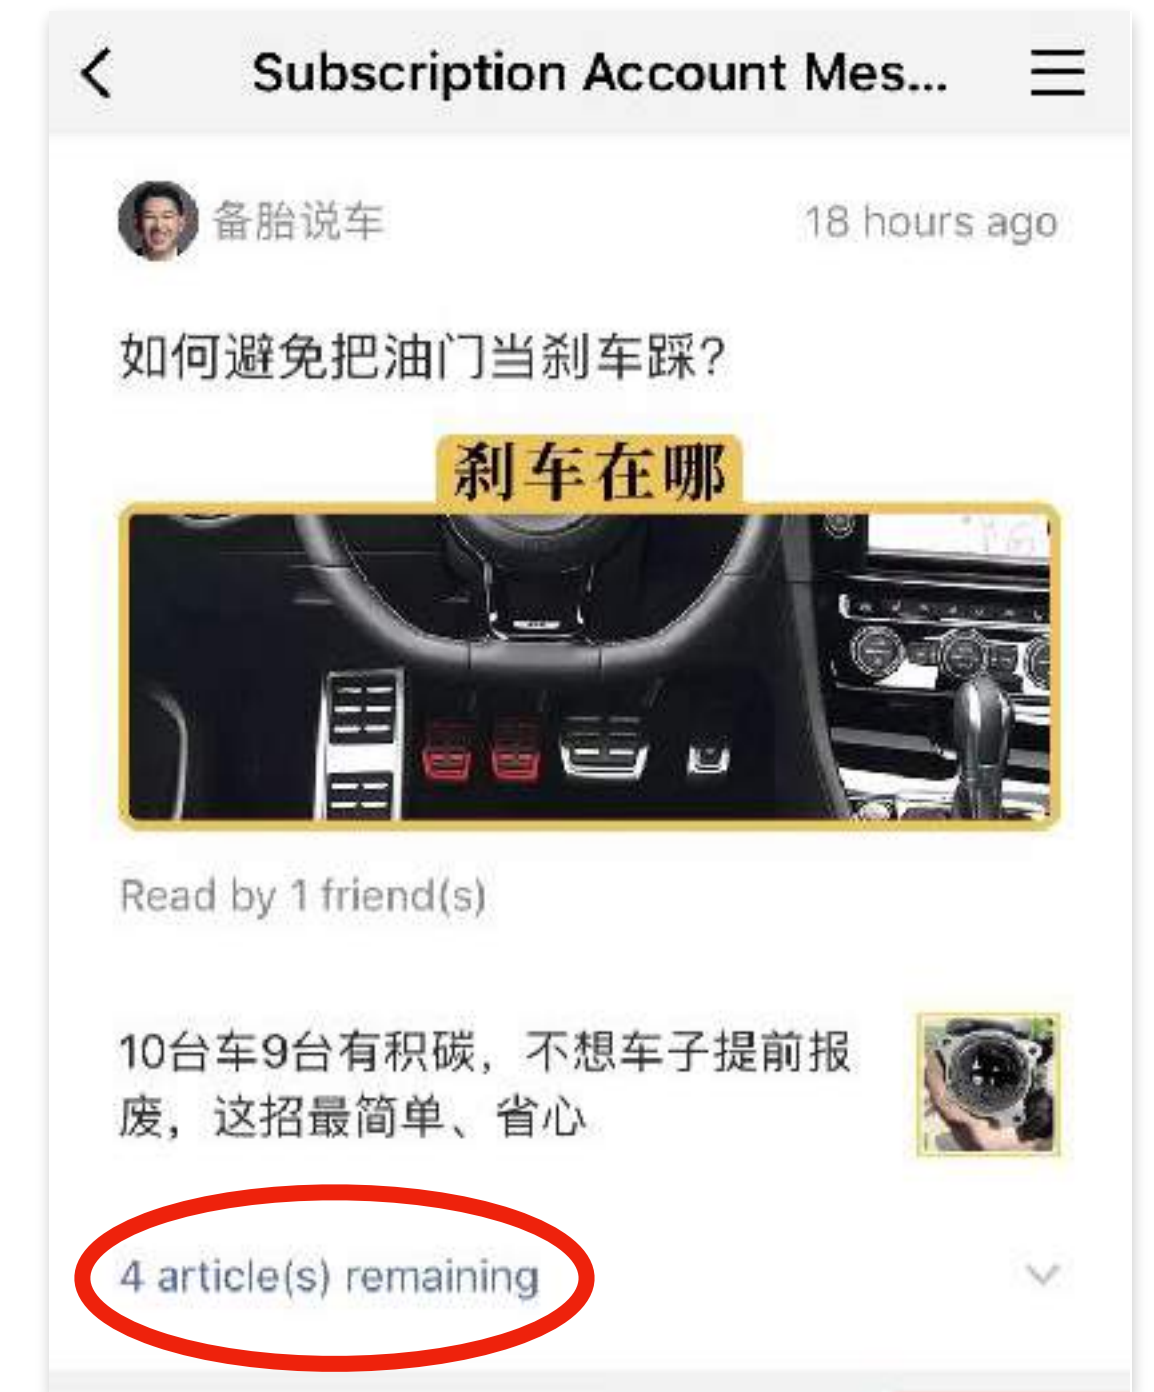 Subscription Account Mes...
备胎说车
18 hours ago
如何避免把油门当刹车踩?
刹车在哪
Read by 1 friend(s)
10台车9台有积碳，不想车子提前报
废，这招最简单、省心
4 article(s) remaining